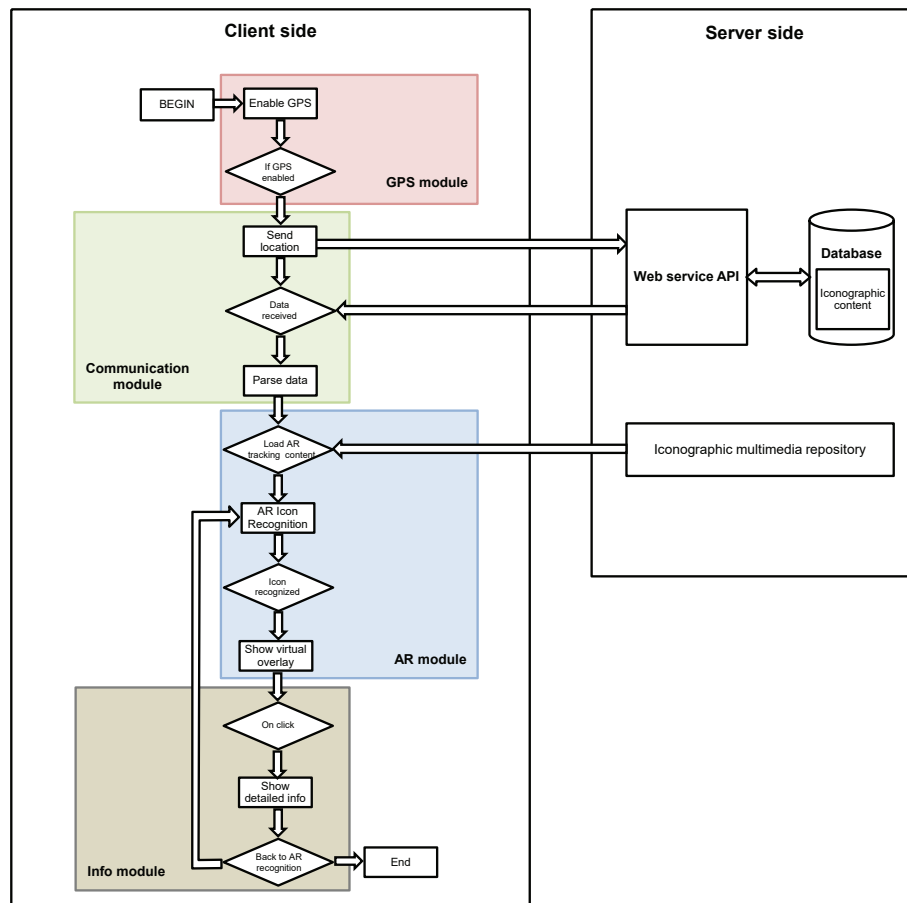 Client side
BEGIN
Enable GPS
If GPS
enabled
GPS module
Send
location
Data
received
Communication
module
Parse data
Load AR
tracking content
AR Icon
Recognition
Icon
recognized
Show virtual
overlay
AR module
On click
Show
detailed info
Back to AR
recognition
End
Info module
Server side
Web service API
Database
Iconographic
content
Iconographic multimedia repository